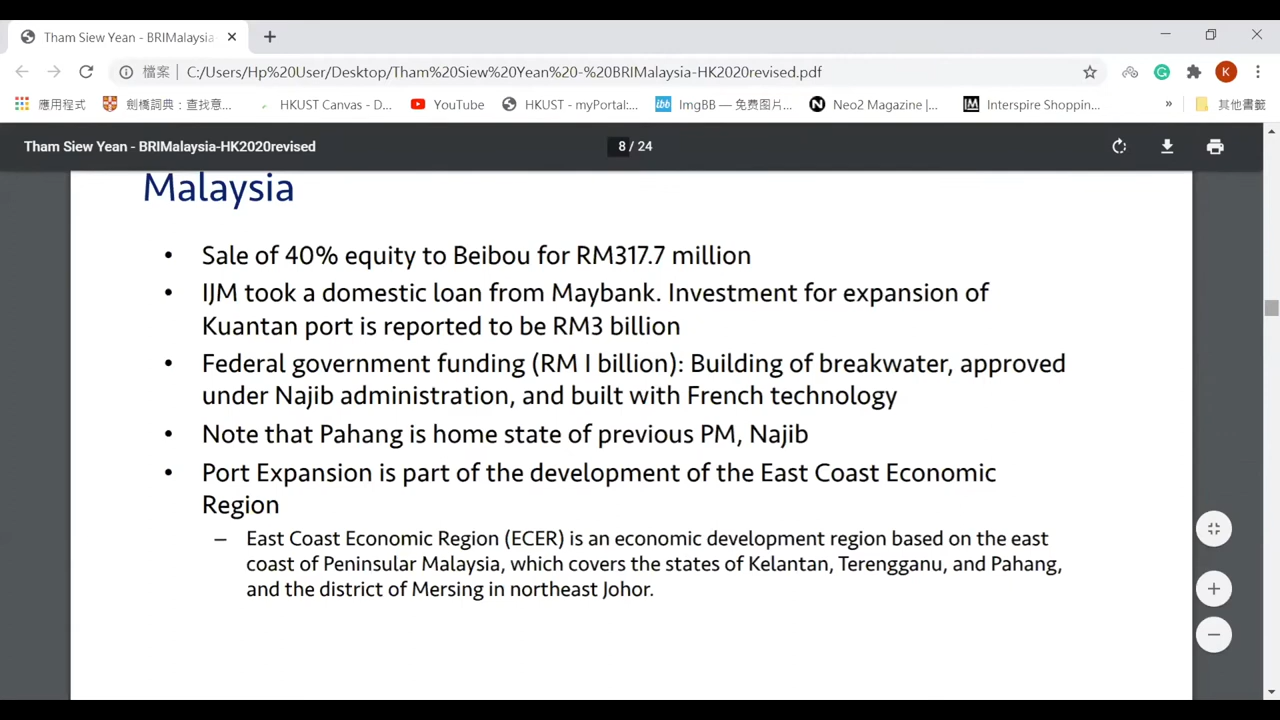 Tham Siew Yean - BRIMalaysia
檔案
C:/Users/Hp%20User/Desktop/Tham%20Siew%20Yean%20-%20BRIMalaysia-HK2020revised.pdf
K
應用程式
劍橋詞典：查找意...
HKUST Canvas - D...
YouTube
HKUST - myPortal:...
ibb
ImgBB — 免费图片...
N
Neo2 Magazine |...
IM
Interspire Shoppin...
»
其他書籤
Tham Siew Yean - BRIMalaysia-HK2020revised
8 / 24
Malaysia
• Sale of 40% equity to Beibou for RM317.7 million
• IJM took a domestic loan from Maybank. Investment for expansion of
Kuantan port is reported to be RM3 billion
• Federal government funding (RM I billion): Building of breakwater, approved
under Najib administration, and built with French technology
• Note that Pahang is home state of previous PM, Najib
• Port Expansion is part of the development of the East Coast Economic
Region
– East Coast Economic Region (ECER) is an economic development region based on the east
coast of Peninsular Malaysia, which covers the states of Kelantan, Terengganu, and Pahang,
and the district of Mersing in northeast Johor.